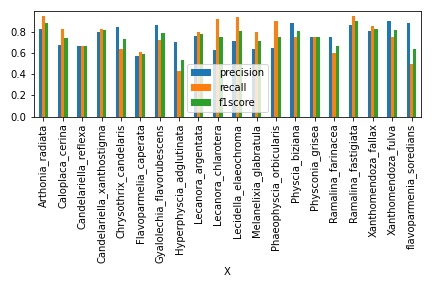 0.8
0.6
0.4
0.2
0.0
precision
recall
f1score
Arthonia_radiata
Caloplaca_cerina
Candelariella_reflexa
Candelariella_xanthostigma
Chrysothrix_candelaris
Flavoparmelia_caperata
Gyalolechia_flavorubescens
Hyperphyscia_adglutinata
Lecanora_argentata
Lecanora_chlarotera
Lecidella_elaeochroma
Melanelixia_glabratula
Phaeophyscia_orbicularis
Physcia_biziana
Physconia_grisea
Ramalina_farinacea
Ramalina_fastigiata
Xanthomendoza_fallax
Xanthomendoza_fulva
flavoparmenia_soredians
X